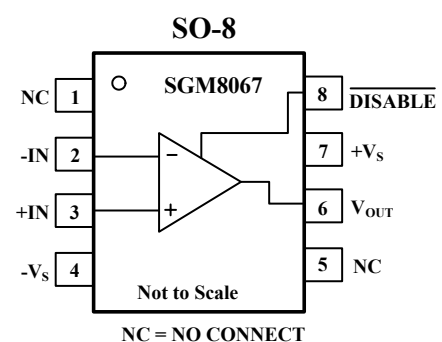 SO-8
SGM8067
NC 1
-IN 2
+IN 3
-VS 4
8 DISABLE
7 +VS
6 VOUT
5 NC
− 
+
Not to Scale
NC = NO CONNECT